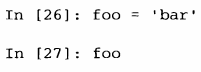 In [26]: foo = 'bar'
In [27]: foo